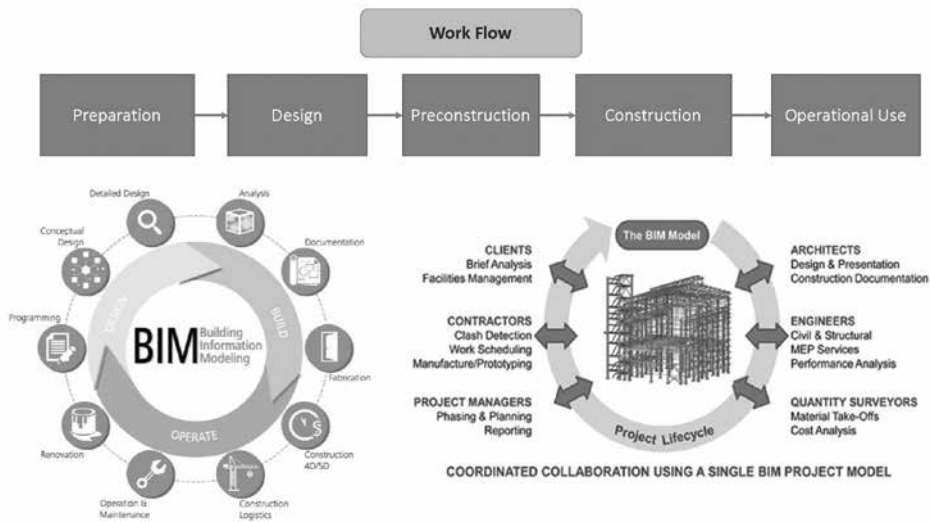 Work Flow
Preparation
Design
Preconstruction
Construction
Operational Use
Detailed Design
Analysis
Conceptual
Design
Documentation
Programming
Fabrication
Renovation
Construction
4D/5D
Operation &
Maintenance
Construction
Logistics
DESIGN
BUILD
OPERATE
BIM
Building
Information
Modeling
The BIM Model
CLIENTS
Brief Analysis
Facilities Management
CONTRACTORS
Clash Detection
Work Scheduling
Manufacture/Prototyping
PROJECT MANAGERS
Phasing & Planning
Reporting
ARCHITECTS
Design & Presentation
Construction Documentation
ENGINEERS
Civil & Structural
MEP Services
Performance Analysis
QUANTITY SURVEYORS
Material Take-Offs
Cost Analysis
Project Lifecycle
COORDINATED COLLABORATION USING A SINGLE BIM PROJECT MODEL